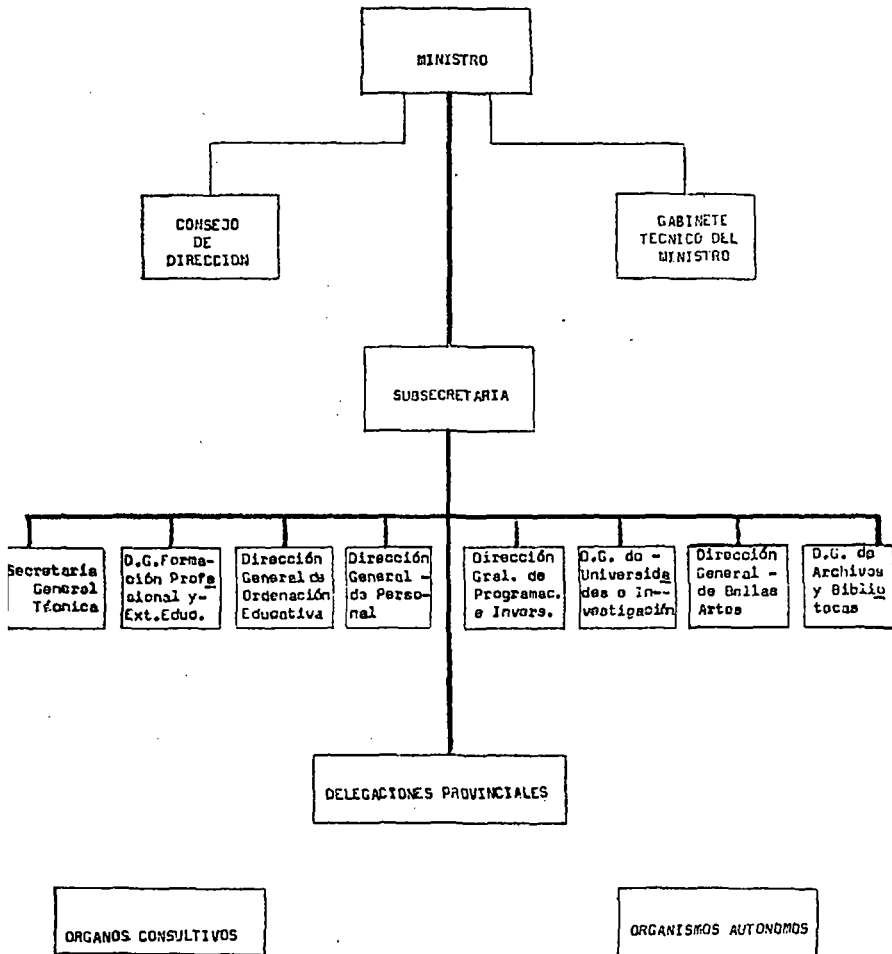 MINISTRO
CONSEJO
DE
DIRECCION
GABINETE
TECNICO DEL
MINISTRO
SUBSECRETARIA
Secretaría
General
Técnica
D.G.Forma-
ción Profe
sional y-
Ext.Educ.
Dirección
General de
Ordenación
Educativa
Dirección
General -
de Perso-
nal
Dirección
Gral. de
Programac.
e Invers.
D.G. de -
Universida
des e In--
vestigación
Dirección
General -
de Bellas
Artes
D.G. de
Archivos
y Biblio
tecas
DELEGACIONES PROVINCIALES
ORGANOS CONSULTIVOS
ORGANISMOS AUTONOMOS